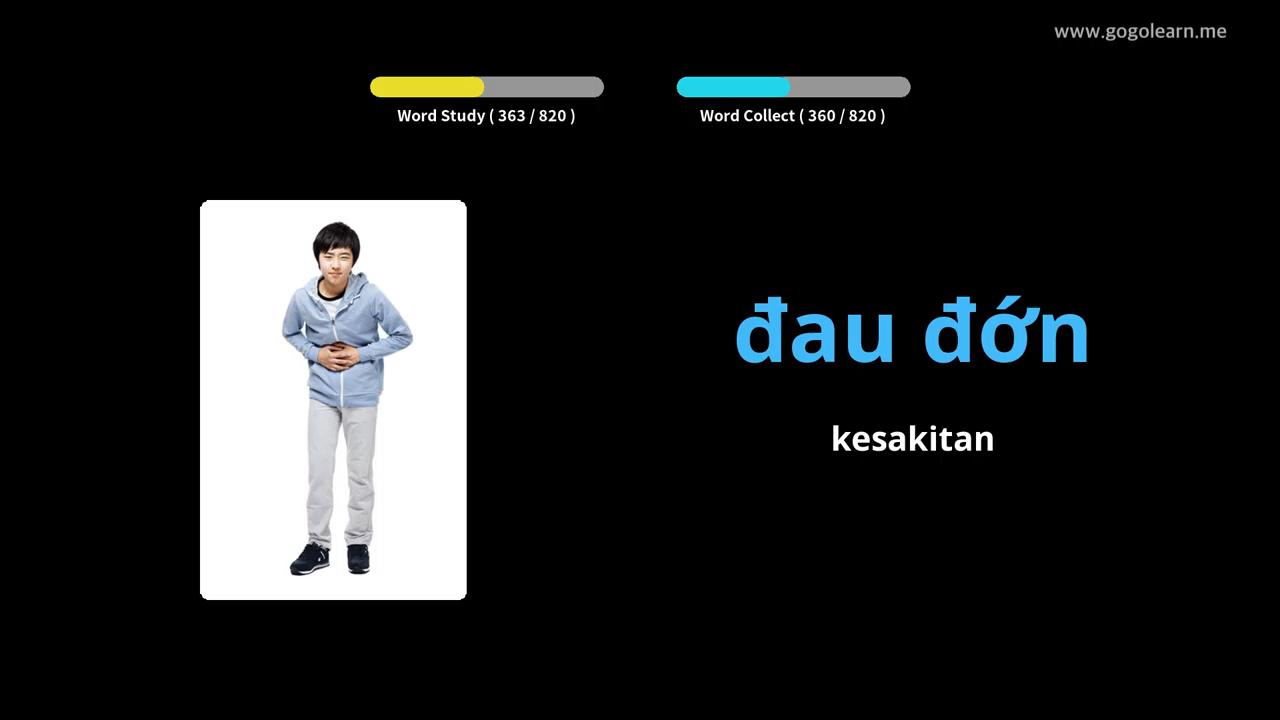 www.gogolearn.me
Word Study ( 363 / 820 )
Word Collect ( 360 / 820 )
đau đớn
kesakitan